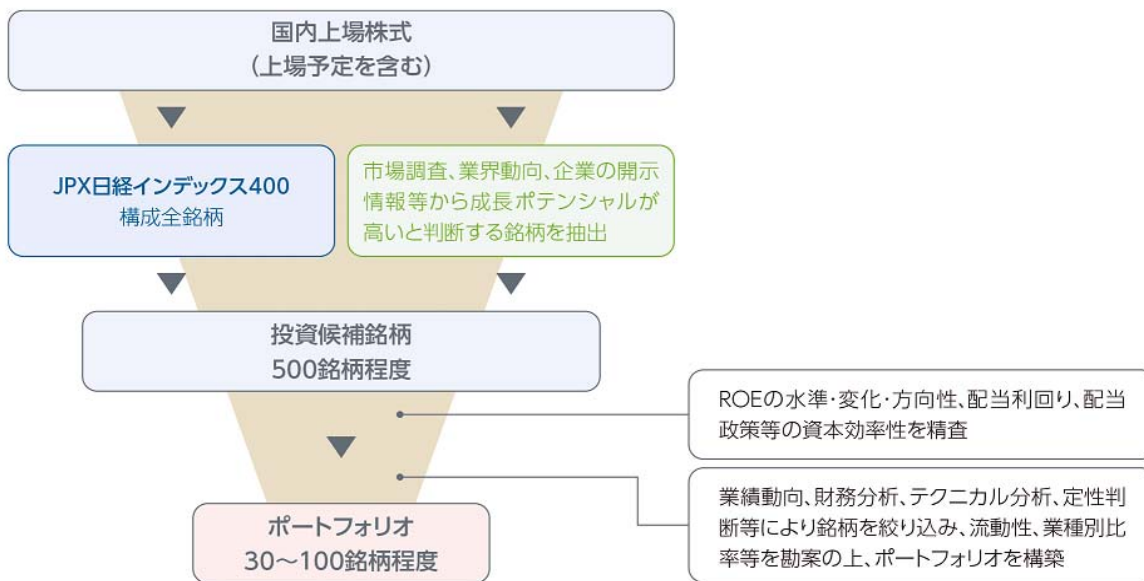 国内上場株式
(上場予定を含む)
JPX日経インデックス400
構成全銘柄
市場調査、業界動向、企業の開示
情報等から成長ポテンシャルが
高いと判断する銘柄を抽出
投資候補銘柄
500銘柄程度
ROEの水準・変化・方向性、配当利回り、配当
政策等の資本効率性を精査
業績動向、財務分析、テクニカル分析、定性判
断等により銘柄を絞り込み、流動性、業種別比
率等を勘案の上、ポートフォリオを構築
ポートフォリオ
30〜100銘柄程度